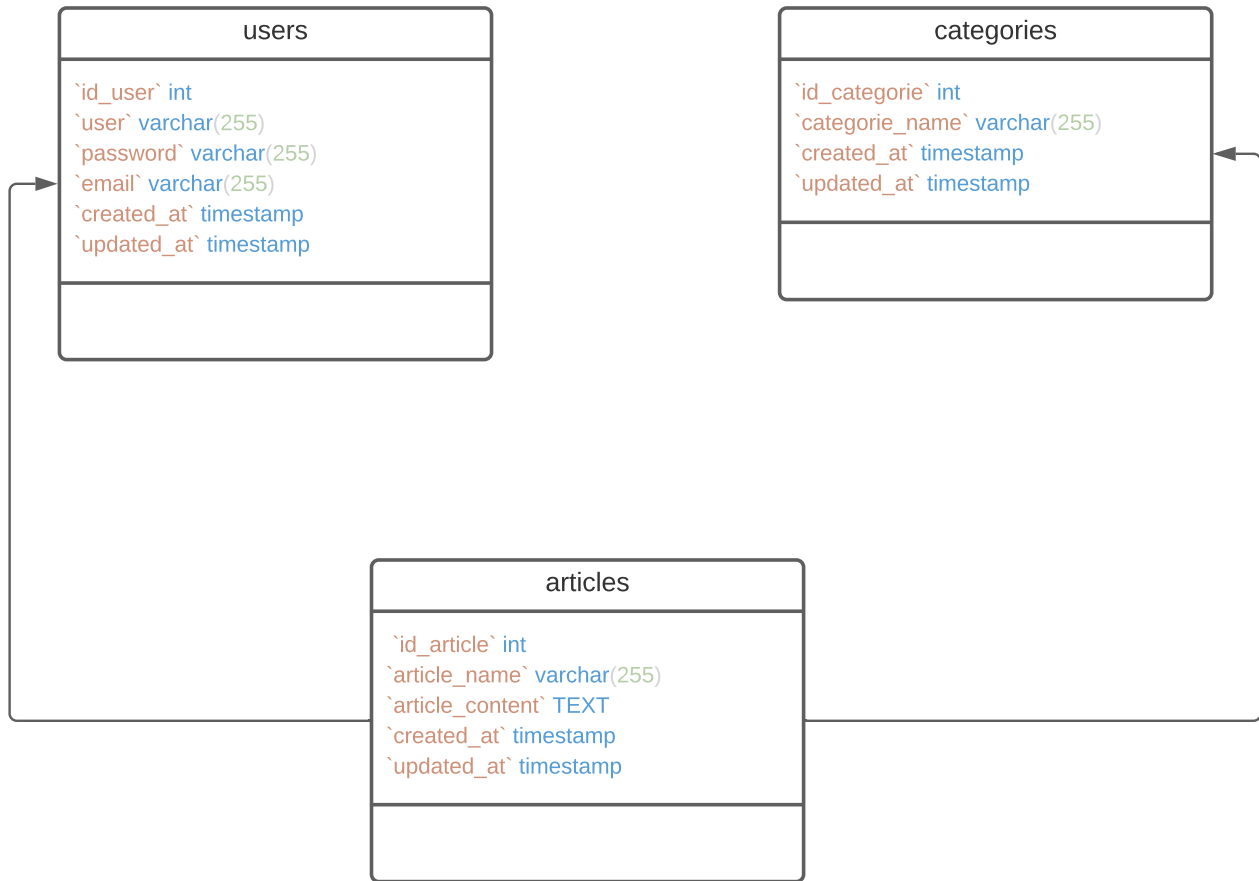 users
`id_user` int
`user` varchar(255)
`password` varchar(255)
`email` varchar(255)
`created_at` timestamp
`updated_at` timestamp
categories
`id_categorie` int
`categorie_name` varchar(255)
`created_at` timestamp
`updated_at` timestamp
articles
`id_article` int
`article_name` varchar(255)
`article_content` TEXT
`created_at` timestamp
`updated_at` timestamp